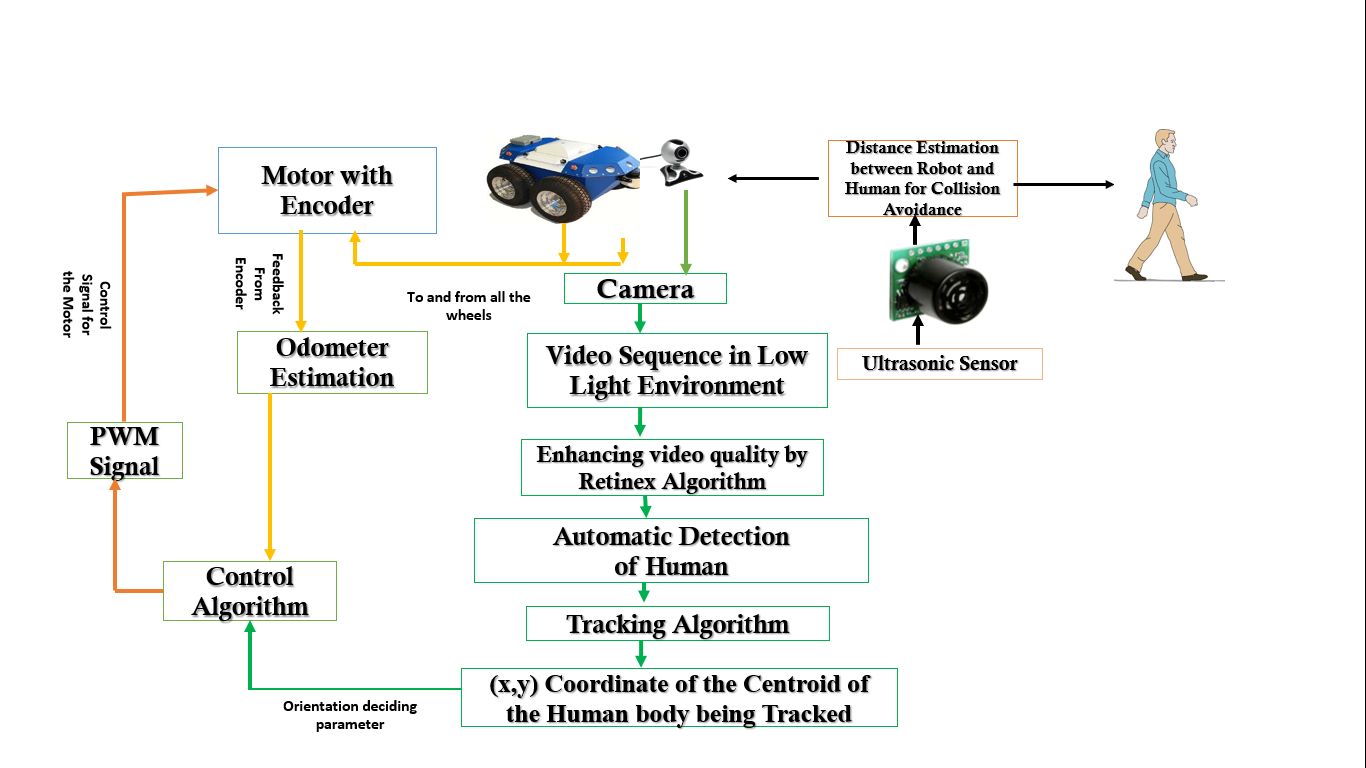 Motor with
Encoder
Distance Estimation
between Robot and
Human for Collision
Avoidance
Control
Signal for
the Motor
Feedback
From
Encoder
To and from all the
wheels
Camera
Odometer
Estimation
Video Sequence in Low
Light Environment
Ultrasonic Sensor
PWM
Signal
Enhancing video quality by
Retinex Algorithm
Automatic Detection
of Human
Control
Algorithm
Tracking Algorithm
(x,y) Coordinate of the Centroid of
the Human body being Tracked
Orientation deciding
parameter